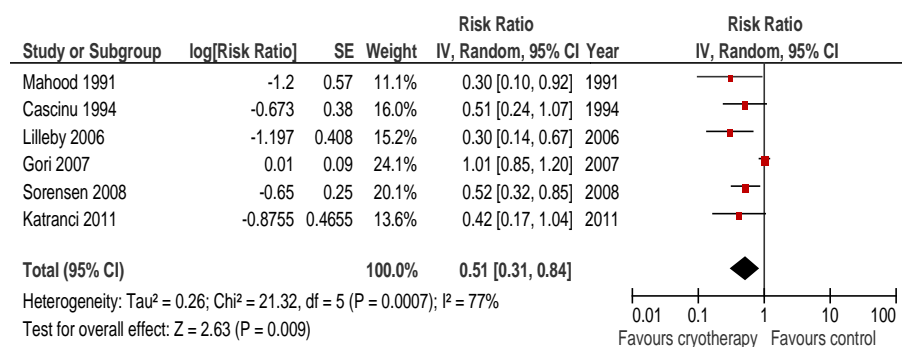 Risk Ratio Risk Ratio
Study or Subgroup log[Risk Ratio] SE Weight IV, Random, 95% CI Year IV, Random, 95% CI
Mahood 1991 -1.2 0.57 11.1% 0.30 [0.10, 0.92] 1991
Cascinu 1994 -0.673 0.38 16.0% 0.51 [0.24, 1.07] 1994
Lilleby 2006 -1.197 0.408 15.2% 0.30 [0.14, 0.67] 2006
Gori 2007 0.01 0.09 24.1% 1.01 [0.85, 1.20] 2007
Sorensen 2008 -0.65 0.25 20.1% 0.52 [0.32, 0.85] 2008
Katranci 2011 -0.8755 0.4655 13.6% 0.42 [0.17, 1.04] 2011
Total (95% CI) 100.0% 0.51 [0.31, 0.84]
Heterogeneity: Tau² = 0.26; Chi² = 21.32, df = 5 (P = 0.0007); I² = 77%
Test for overall effect: Z = 2.63 (P = 0.009)
0.01 0.1 1 10 100
Favours cryotherapy Favours control